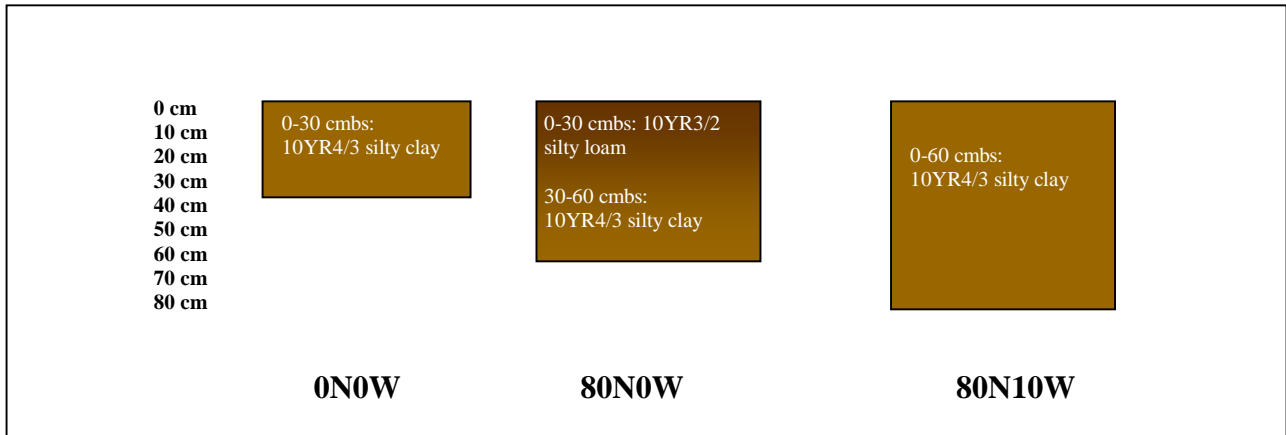 0 cm
10 cm
20 cm
30 cm
40 cm
50 cm
60 cm
70 cm
80 cm
0-30 cmbs:
10YR4/3 silty clay
0-30 cmbs: 10YR3/2
silty loam
30-60 cmbs:
10YR4/3 silty clay
0-60 cmbs:
10YR4/3 silty clay
0N0W
80N0W
80N10W